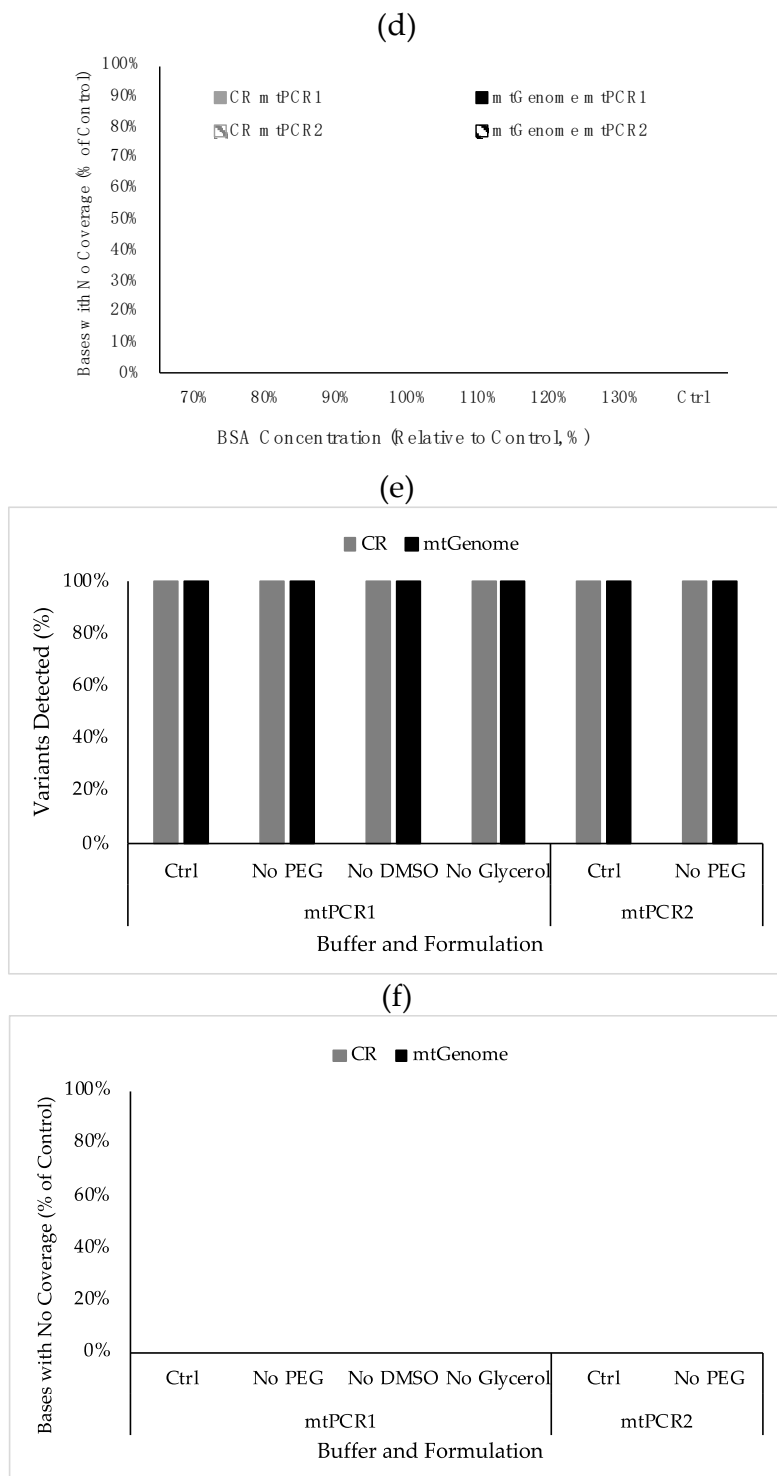 (d)
Bases with No Coverage (% of Control)
100%
90%
80%
70%
60%
50%
40%
30%
20%
10%
0%
CR mtPCR1
mtGenome mtPCR1
CR mtPCR2
mtGenome mtPCR2
70% 80% 90% 100% 110% 120% 130% Ctrl
BSA Concentration (Relative to Control, %)
(e)
CR mtGenome
Variants Detected (%)
100%
80%
60%
40%
20%
0%
Ctrl No PEG No DMSO No Glycerol Ctrl No PEG
mtPCR1 mtPCR2
Buffer and Formulation
(f)
CR mtGenome
Bases with No Coverage (% of Control)
100%
80%
60%
40%
20%
0%
Ctrl No PEG No DMSO No Glycerol Ctrl No PEG
mtPCR1 mtPCR2
Buffer and Formulation